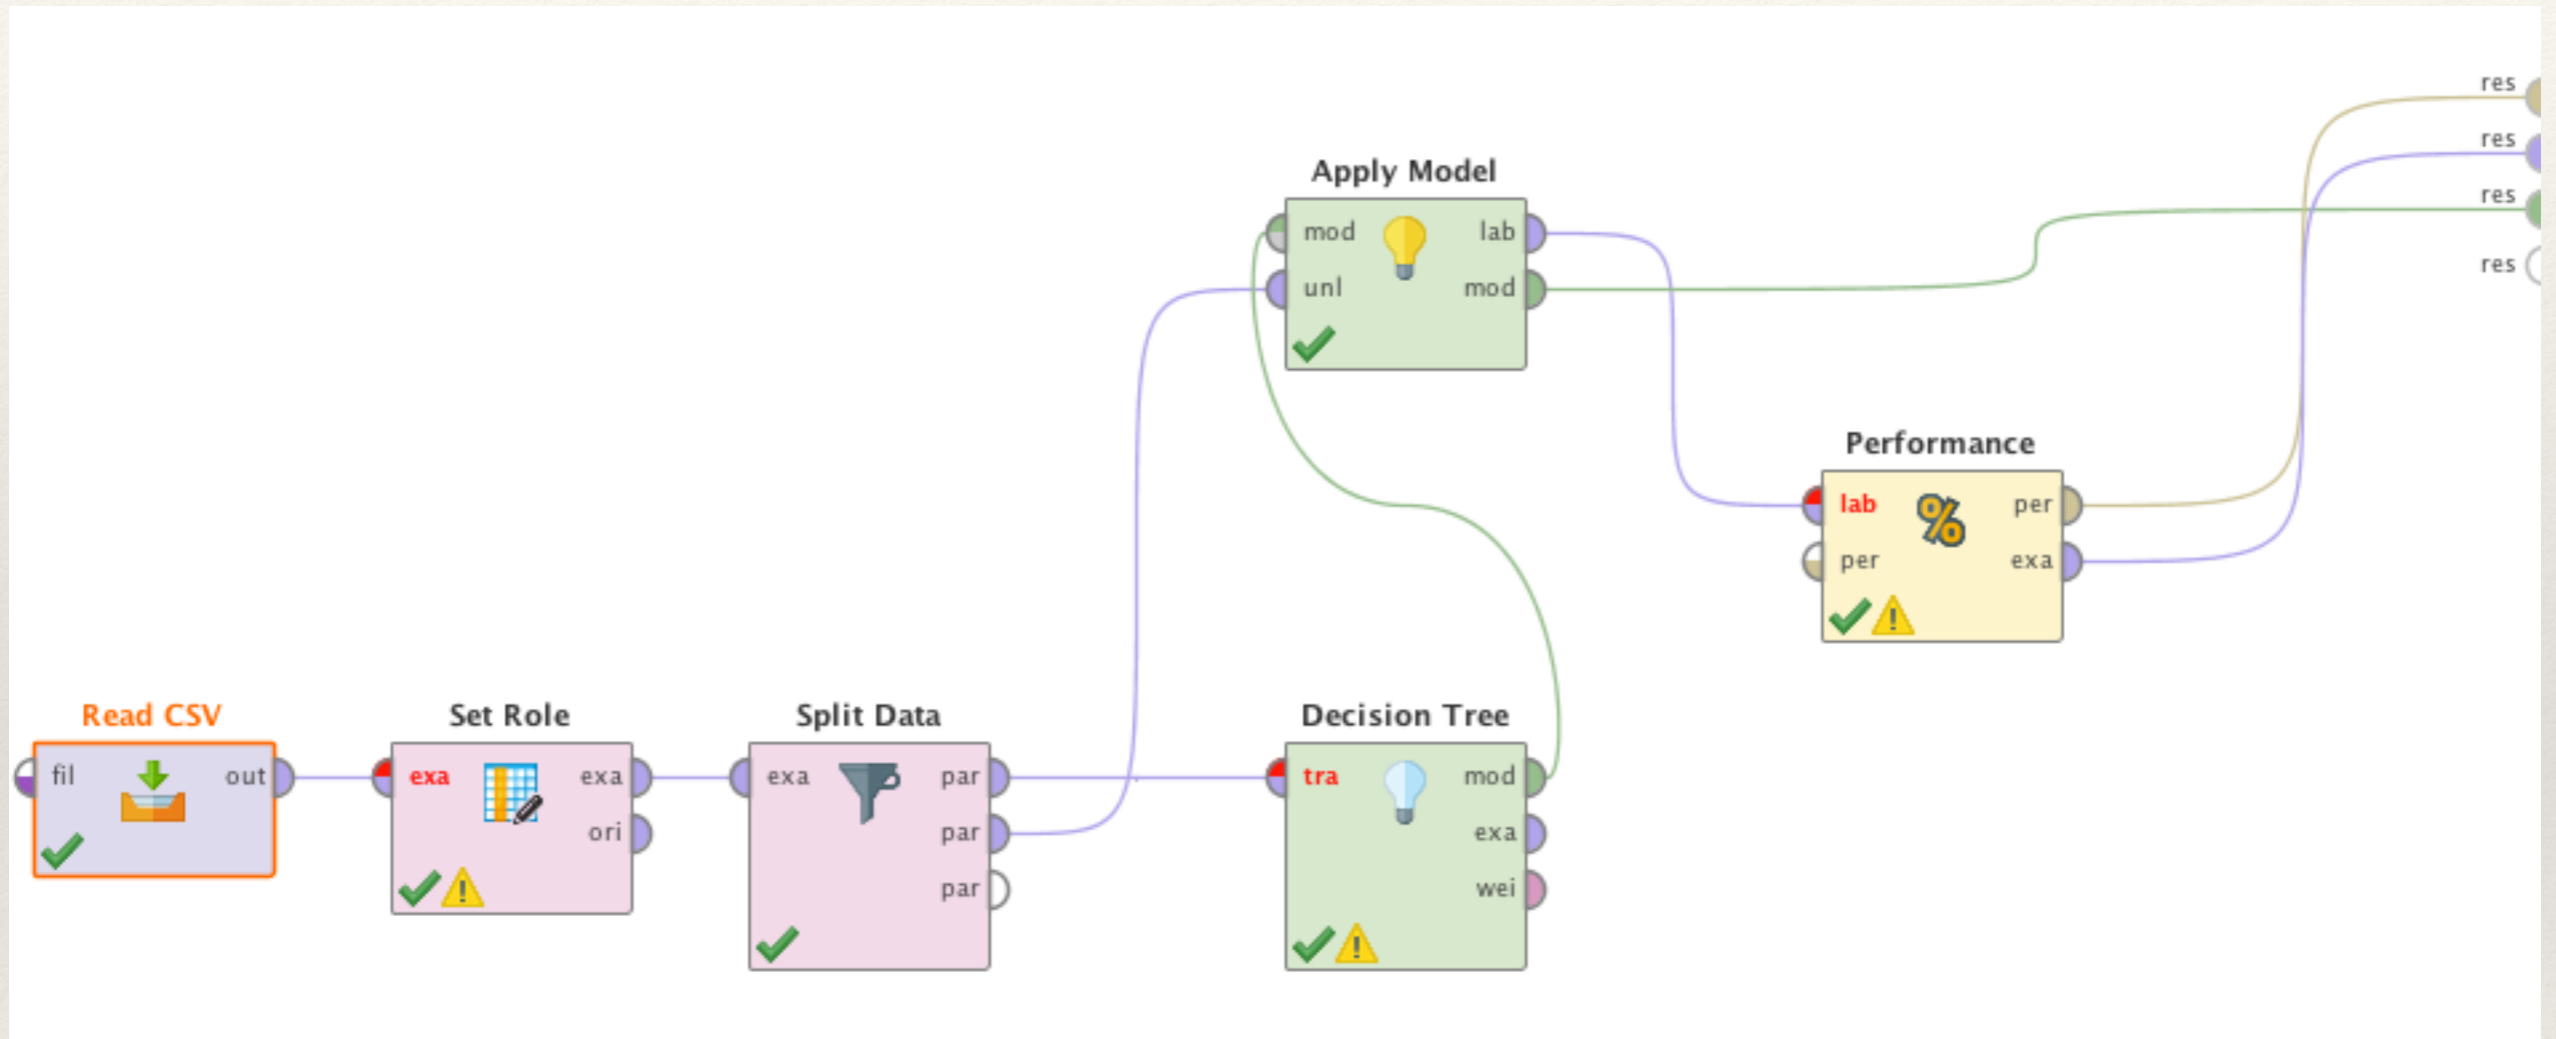 res
res
res
res
Apply Model
mod lab
unl mod
Performance
lab per
per exa
Read CSV
fil out
Set Role
exa exa
ori
Split Data
exa par
par
par
Decision Tree
tra mod
exa
wei